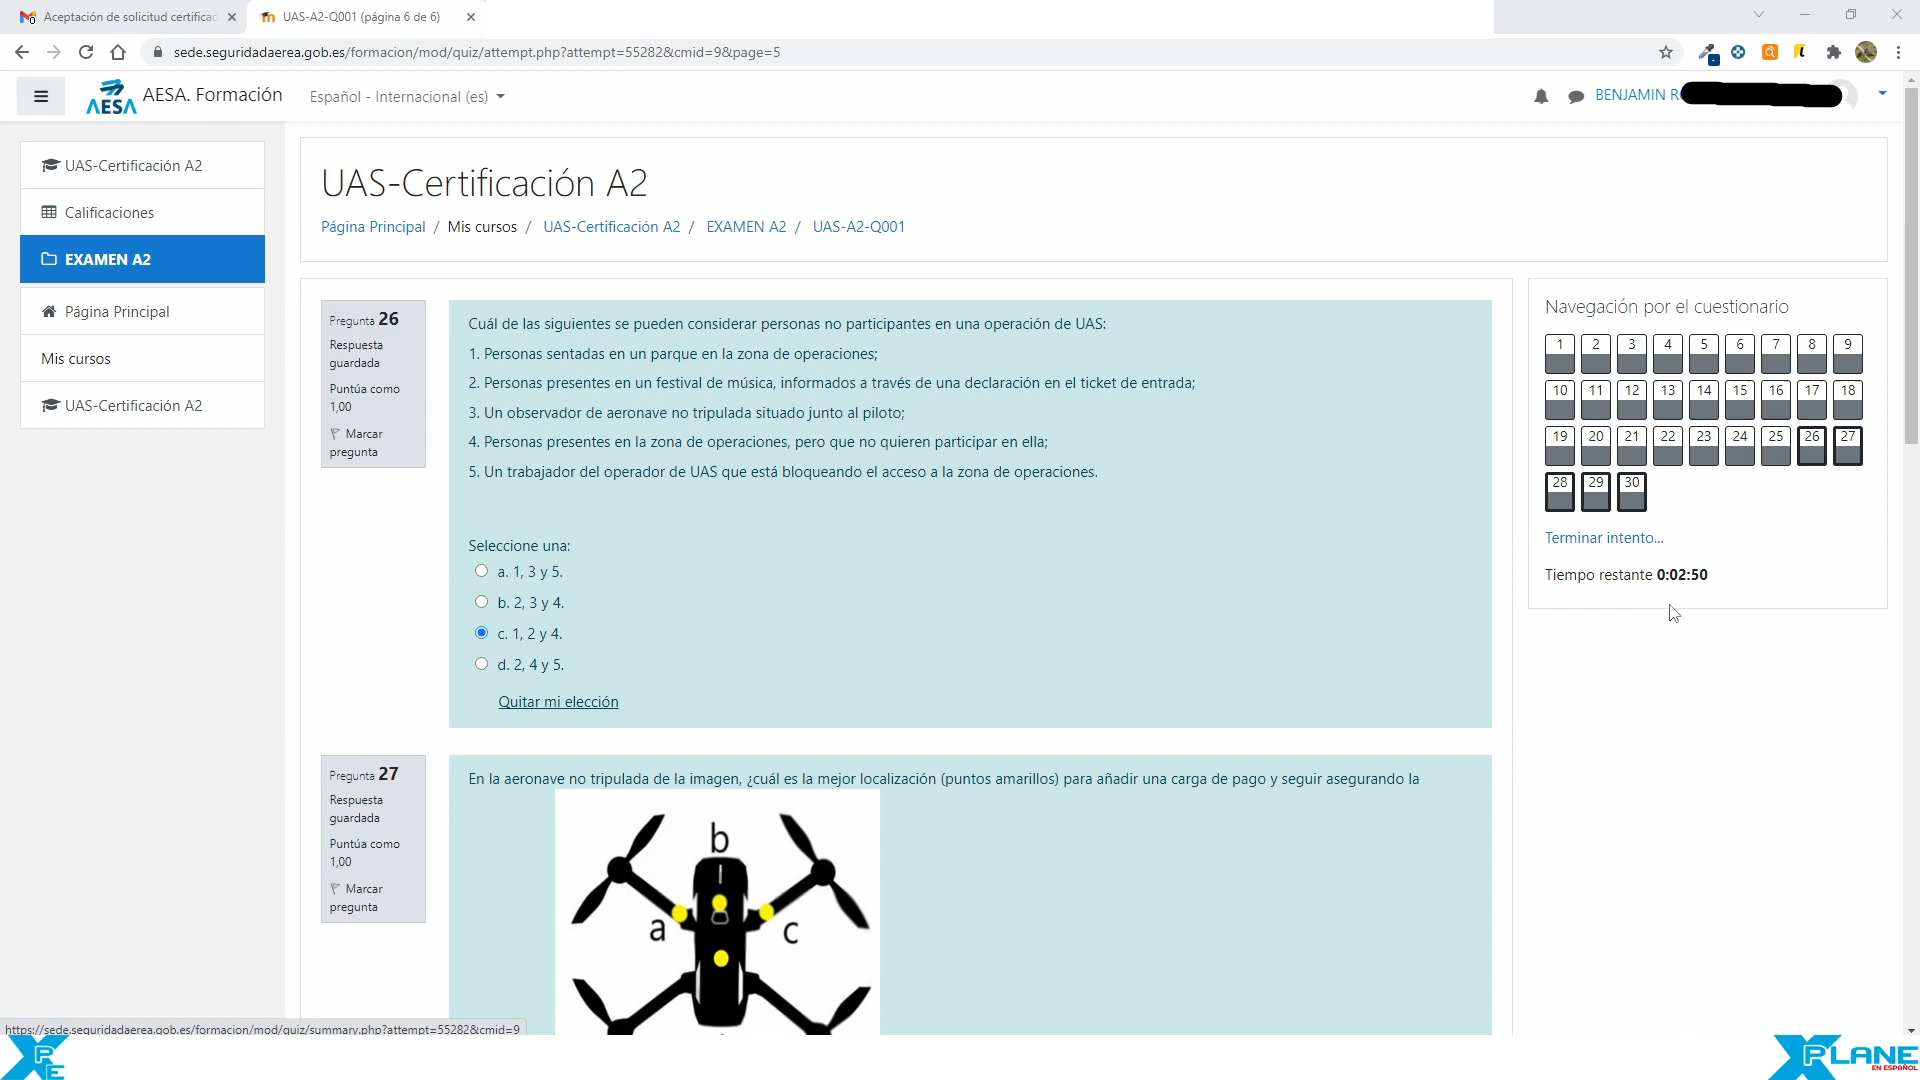 Aceptación de solicitud certificad
UAS-A2-Q001 (página 6 de 6)
sede.seguridadaerea.gob.es/formacion/mod/quiz/attempt.php?attempt=55282&cmid=9&page=5
AESA
AESA. Formación
Español - Internacional (es)
BENJAMIN R
UAS-Certificación A2
Calificaciones
EXAMEN A2
Página Principal
Mis cursos
UAS-Certificación A2
UAS-Certificación A2
Página Principal / Mis cursos / UAS-Certificación A2 / EXAMEN A2 / UAS-A2-Q001
Pregunta 26
Respuesta
guardada
Puntúa como
1,00
Marcar
pregunta
Cuál de las siguientes se pueden considerar personas no participantes en una operación de UAS:
1. Personas sentadas en un parque en la zona de operaciones;
2. Personas presentes en un festival de música, informados a través de una declaración en el ticket de entrada;
3. Un observador de aeronave no tripulada situado junto al piloto;
4. Personas presentes en la zona de operaciones, pero que no quieren participar en ella;
5. Un trabajador del operador de UAS que está bloqueando el acceso a la zona de operaciones.
Seleccione una:
a. 1, 3 y 5.
b. 2, 3 y 4.
c. 1, 2 y 4.
d. 2, 4 y 5.
Quitar mi elección
Pregunta 27
Respuesta
guardada
Puntúa como
1,00
Marcar
pregunta
En la aeronave no tripulada de la imagen, ¿cuál es la mejor localización (puntos amarillos) para añadir una carga de pago y seguir asegurando la
b
a
c
Navegación por el cuestionario
1 2 3 4 5 6 7 8 9
10 11 12 13 14 15 16 17 18
19 20 21 22 23 24 25 26 27
28 29 30
Terminar intento...
Tiempo restante 0:02:50
https://sede.seguridadaerea.gob.es/formacion/mod/quiz/summary.php?attempt=55282&cmid=9
XPE
XPLANE
EN ESPAÑOL